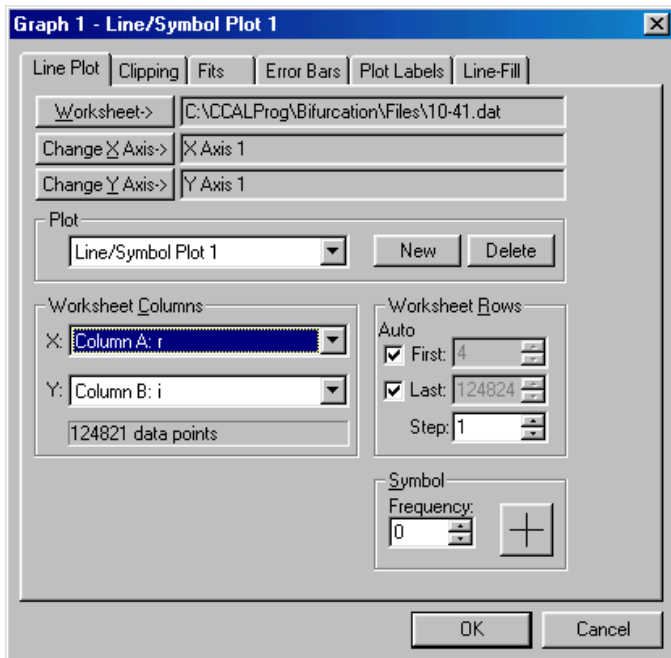 Graph 1 - Line/Symbol Plot 1
Line Plot Clipping Fits Error Bars Plot Labels Line-Fill
Worksheet-> C:\CCALProg\Bifurcation\Files\10-41.dat
Change X Axis-> X Axis 1
Change Y Axis-> Y Axis 1
Plot
Line/Symbol Plot 1 New Delete
Worksheet Columns Worksheet Rows
Auto
X: Column A: r First: 4
Y: Column B: i Last: 124824
124821 data points Step: 1
Symbol
Frequency:
0
OK Cancel